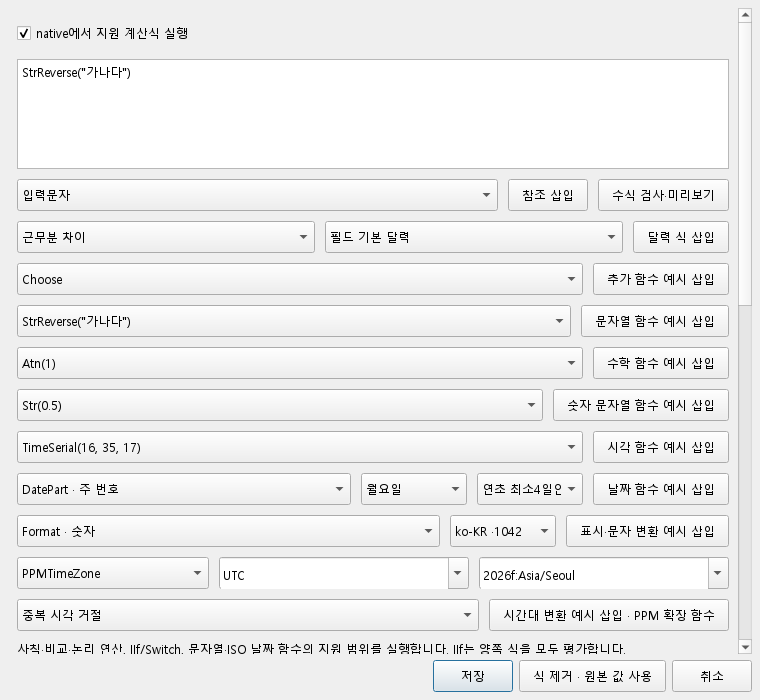 native에서 지원 계산식 실행
StrReverse("가나다")
입력문자 참조 삽입 수식 검사·미리보기
근무분 차이 필드 기본 달력 달력 식 삽입
Choose 추가 함수 예시 삽입
StrReverse("가나다") 문자열 함수 예시 삽입
Atn(1) 수학 함수 예시 삽입
Str(0.5) 숫자 문자열 함수 예시 삽입
TimeSerial(16, 35, 17) 시각 함수 예시 삽입
DatePart · 주 번호 월요일 연초 최소4일인 날짜 함수 예시 삽입
Format · 숫자 ko-KR ·1042 표시·문자 변환 예시 삽입
PPMTimeZone UTC 2026f:Asia/Seoul
중복 시각 거절 시간대 변환 예시 삽입 · PPM 확장 함수
사칙·비교·논리 연산, IIf/Switch, 문자열·ISO 날짜 함수의 지원 범위를 실행합니다. IIf는 양쪽 식을 모두 평가합니다.
저장 식 제거 · 원본 값 사용 취소